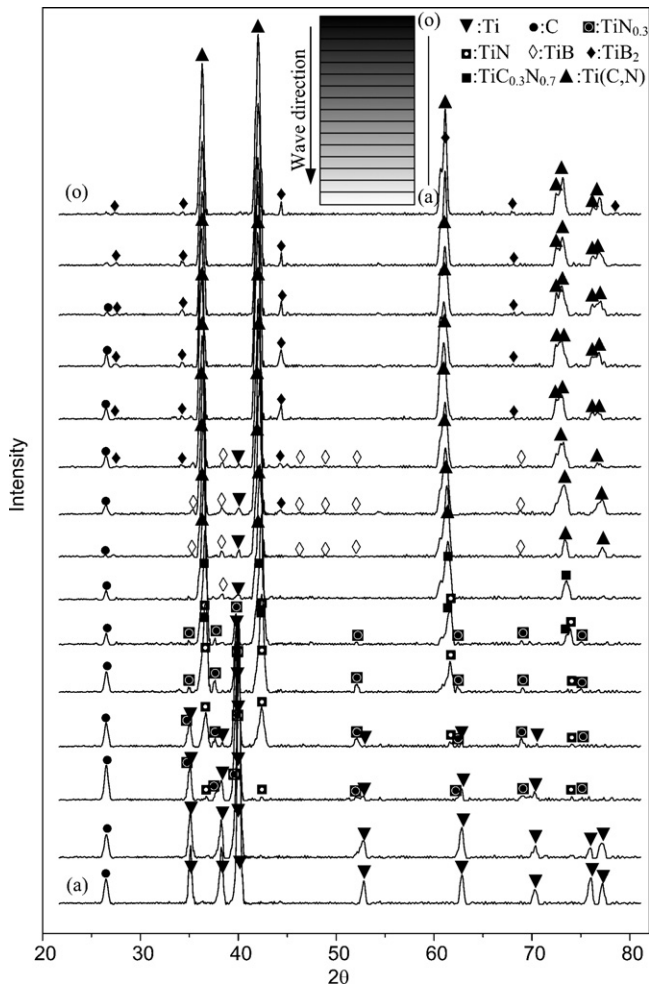 ▼:Ti ●:C ◙:TiN0.3
◘:TiN ◊:TiB ♦:TiB2
■:TiC0.3N0.7 ▲:Ti(C,N)
(o)
Wave direction
(a)
(o)
(a)
Intensity
20 30 40 50 60 70 80
2θ